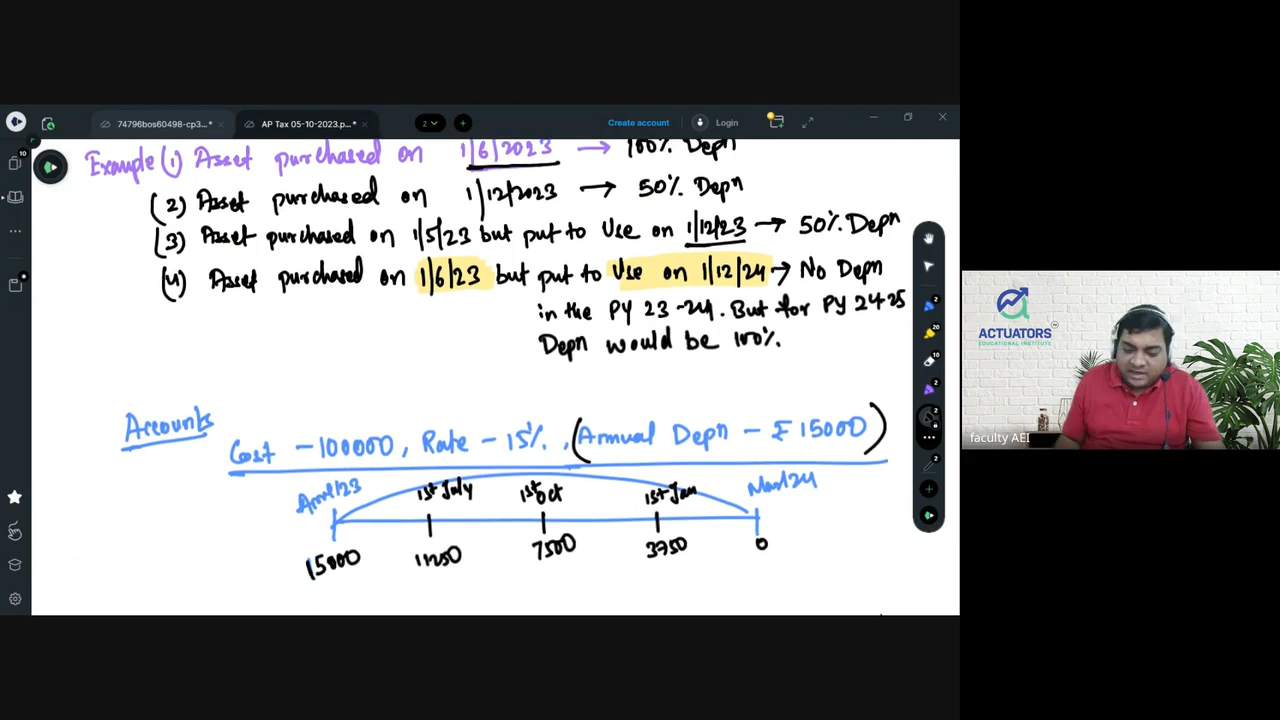 74796bos60498-cp3...*
AP Tax 05-10-2023.p...*
2
Create account
Login
Example (1) Asset purchased on 1/6/2023 → 100% Depn
(2) Asset purchased on 1/12/2023 → 50% Depn
(3) Asset purchased on 1/5/23 but put to Use on 1/12/23 → 50% Depn
(4) Asset purchased on 1/6/23 but put to Use on 1/12/24 → No Depn
in the PY 23-24. But for PY 24 25
Depn would be 100%.
Accounts
Cost - 100000, Rate - 15%, (Annual Depn - ₹ 15000)
April 23 1st July 1st Oct 1st Jan Mar 24
15000 11250 7500 3750 0
ACTUATORS
EDUCATIONAL INSTITUTE
faculty AEI